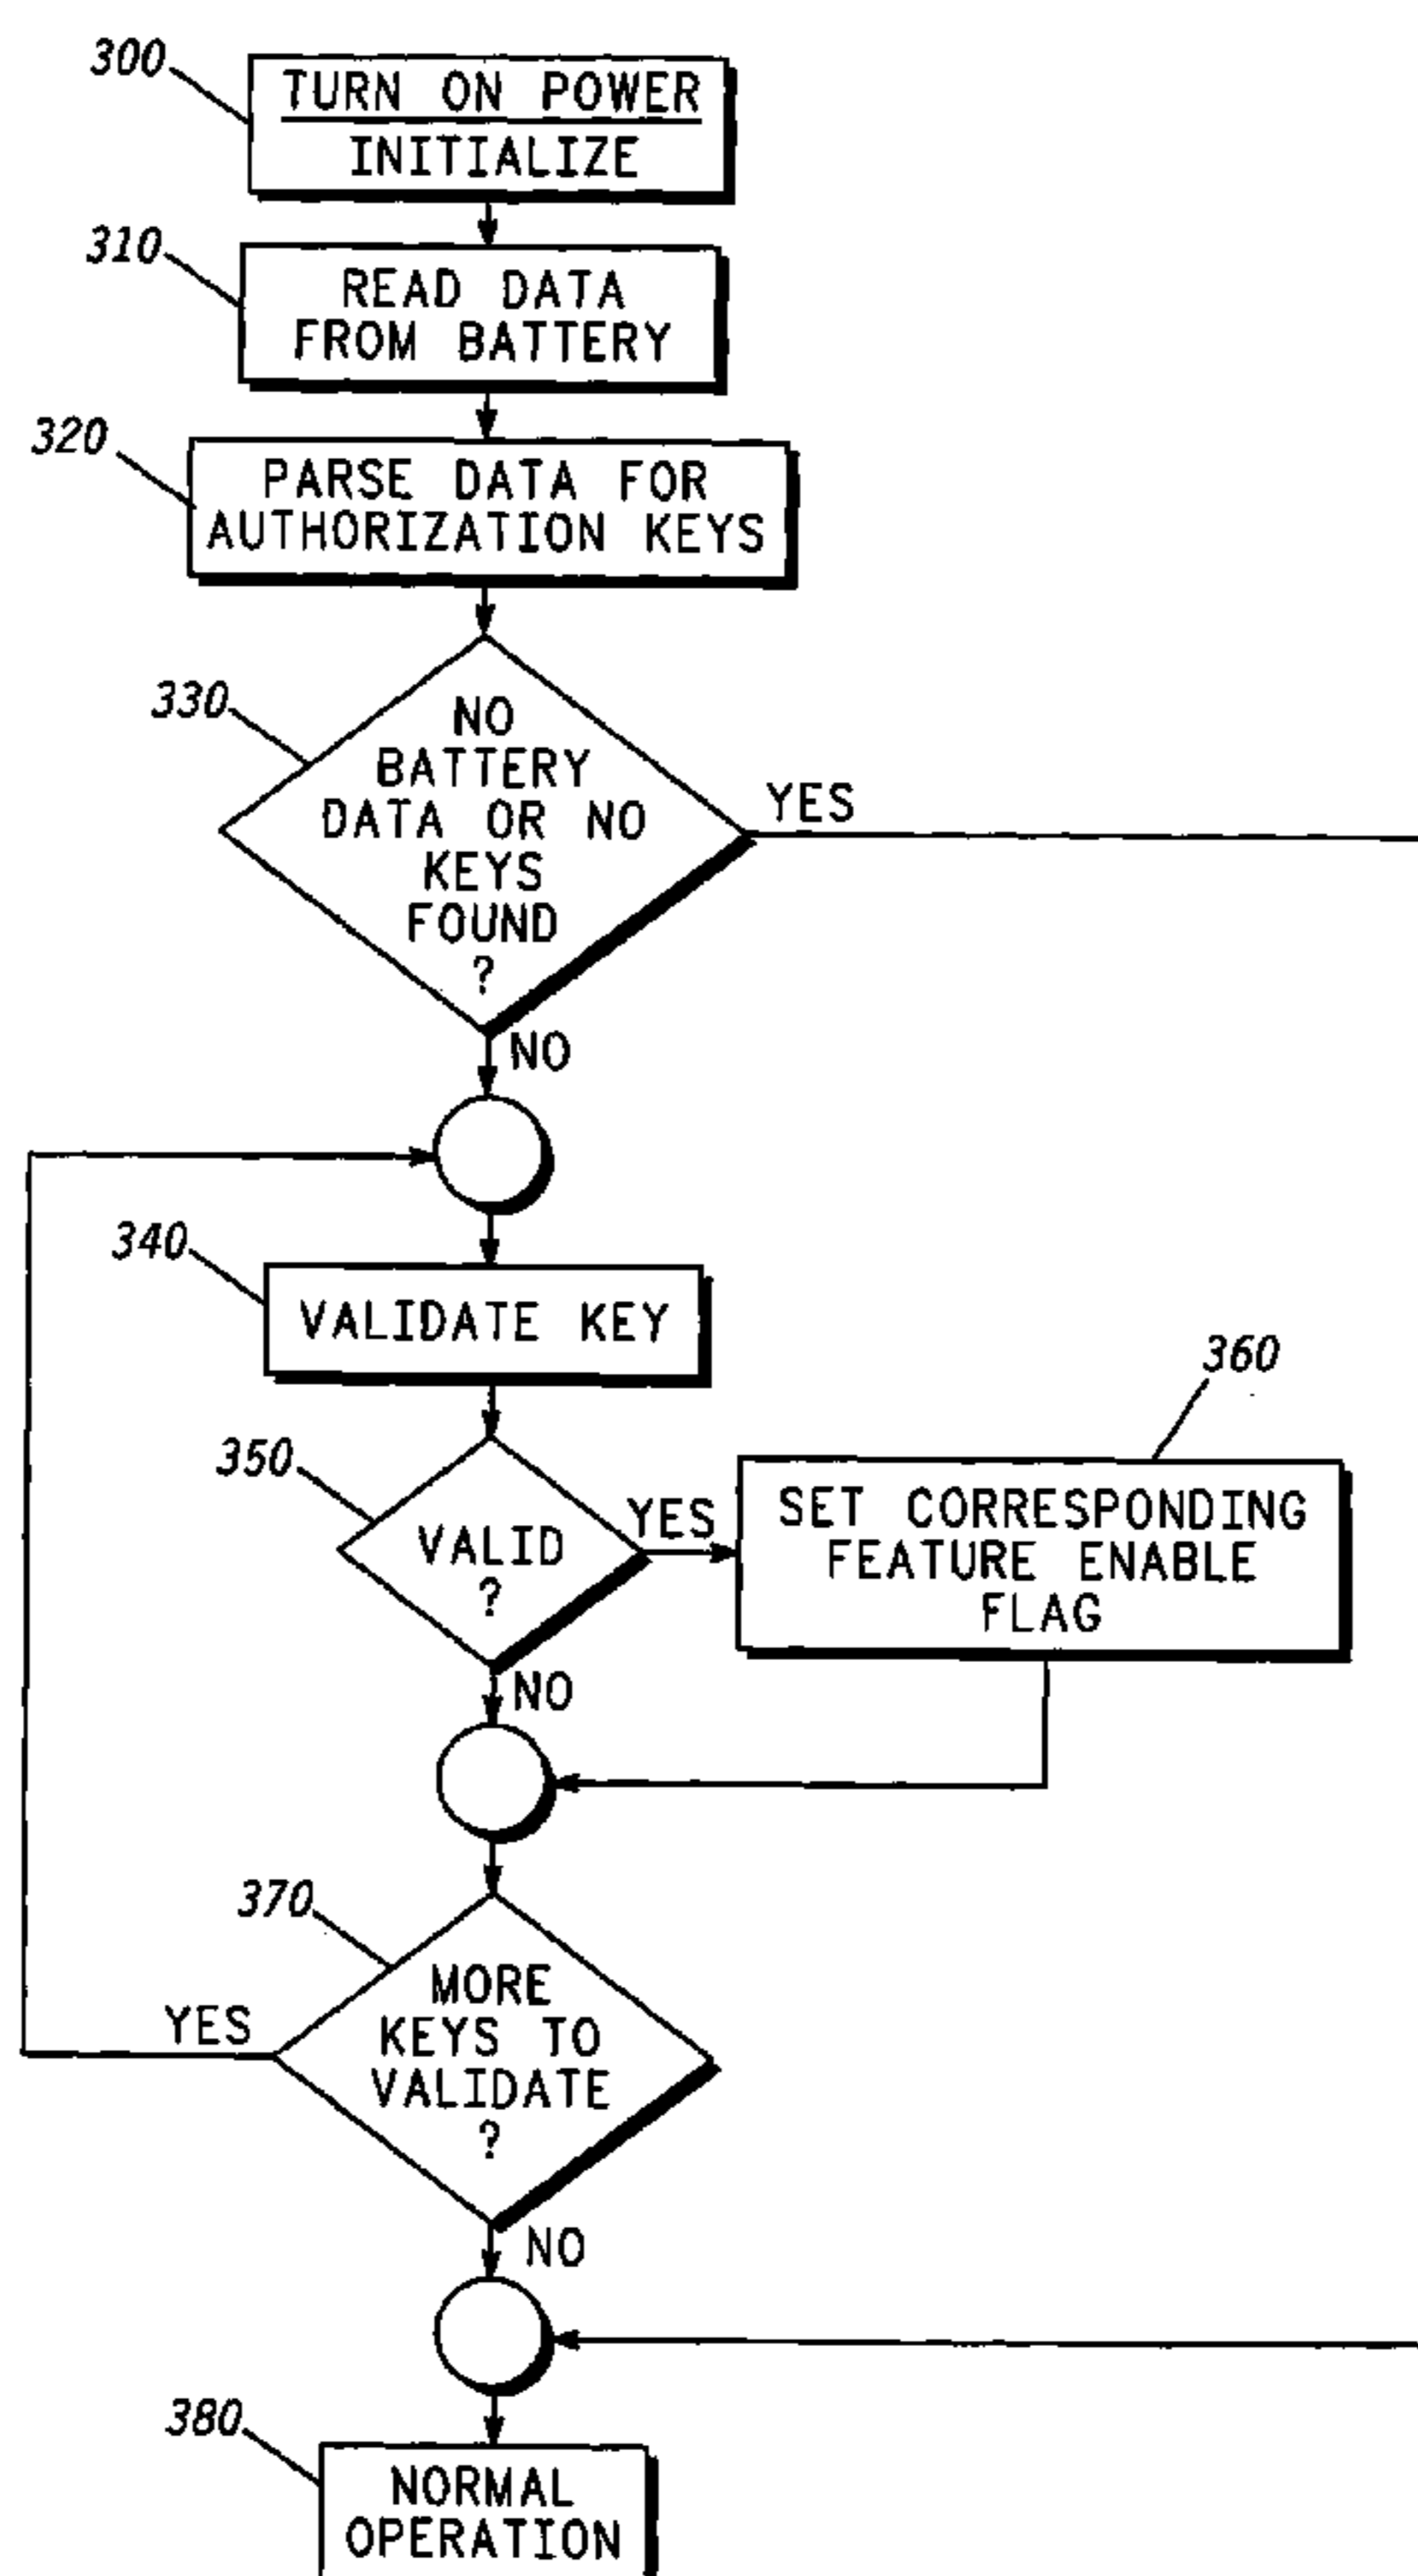 300
TURN ON POWER
INITIALIZE
310
READ DATA
FROM BATTERY
320
PARSE DATA FOR
AUTHORIZATION KEYS
330
NO
BATTERY
DATA OR NO
KEYS
FOUND
?
YES
NO
340
VALIDATE KEY
360
350
VALID
?
YES
SET CORRESPONDING
FEATURE ENABLE
FLAG
NO
370
MORE
KEYS TO
VALIDATE
?
YES
NO
380
NORMAL
OPERATION